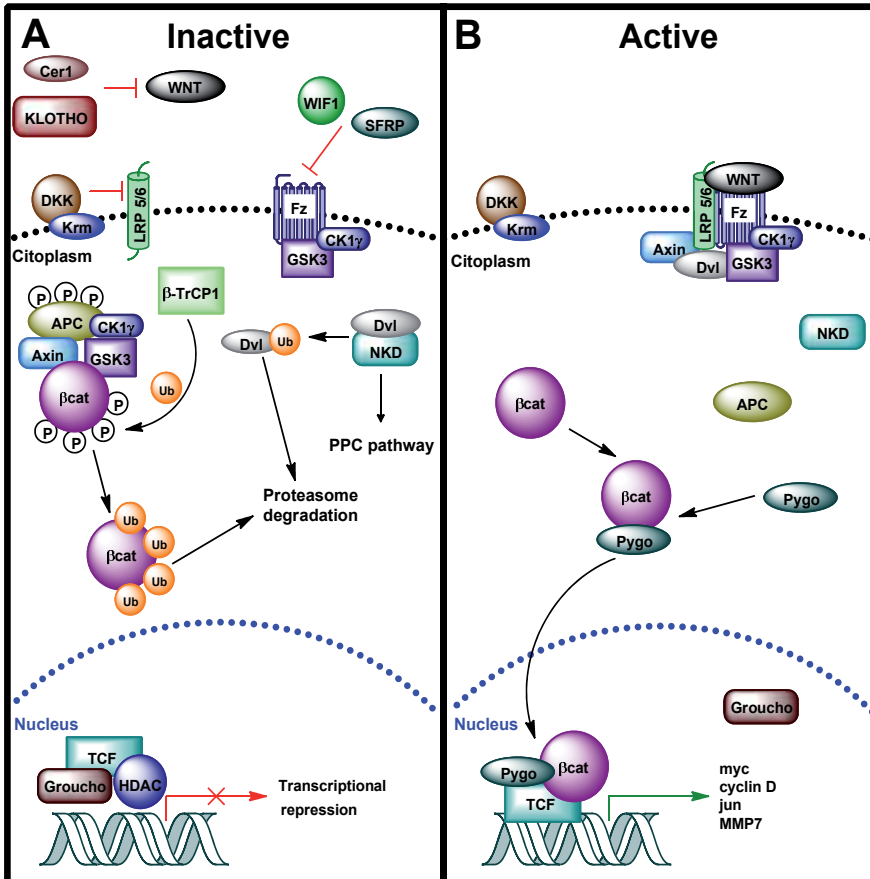 A
Inactive
Cer1
KLOTHO
WNT
WIF1
SFRP
DKK
Krm
LRP 5/6
Fz
CK1γ
GSK3
Citoplasm
P
P
P
APC
CK1γ
Axin
GSK3
βcat
P
P
P
P
β-TrCP1
Ub
Dvl
Ub
Dvl
NKD
PPC pathway
Proteasome
degradation
βcat
Ub
Ub
Ub
Ub
Nucleus
TCF
Groucho
HDAC
Transcriptional
repression
B
Active
DKK
Krm
LRP 5/6
WNT
Fz
CK1γ
Axin
Dvl
GSK3
Citoplasm
NKD
βcat
APC
βcat
Pygo
Pygo
Groucho
Nucleus
Pygo
βcat
TCF
myc
cyclin D
jun
MMP7